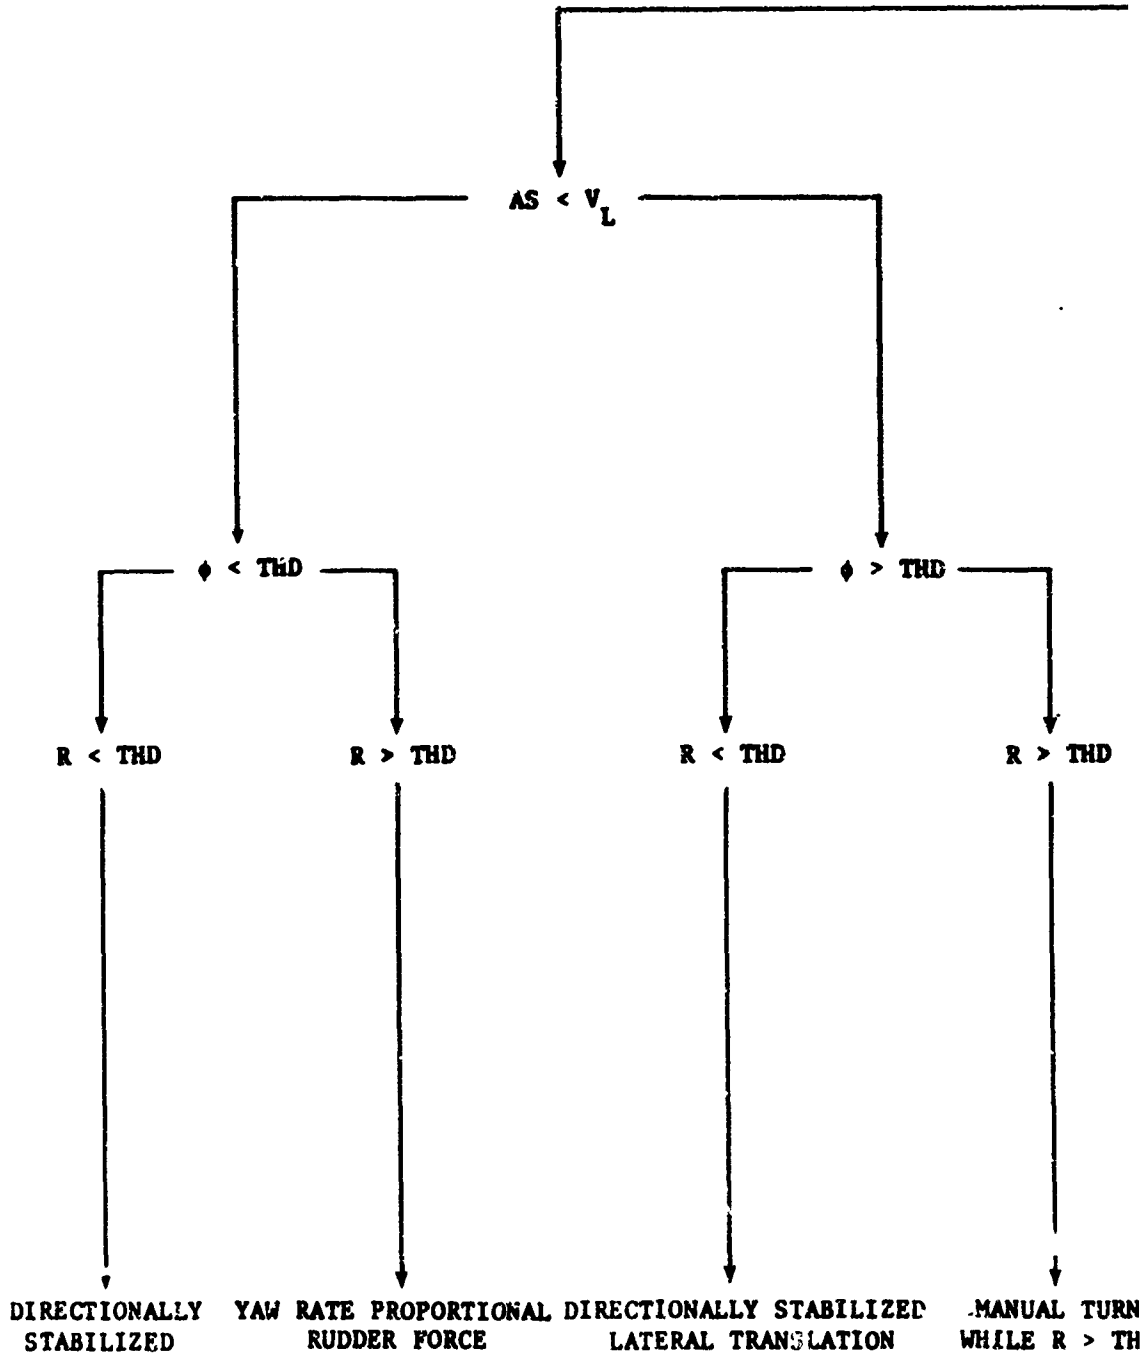 AS < V_L
ϕ < THD
ϕ > THD
R < THD
R > THD
R < THD
R > THD
DIRECTIONALLY
STABILIZED
YAW RATE PROPORTIONAL
RUDDER FORCE
DIRECTIONALLY STABILIZED
LATERAL TRANSLATION
MANUAL TURN
WHILE R > TH